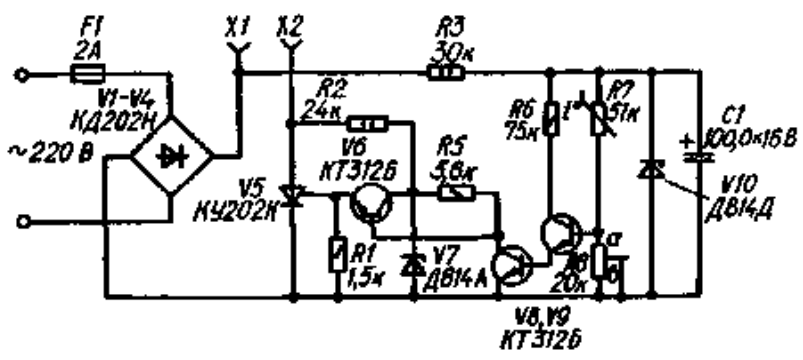 F1
2A
X1
X2
R3
30к
V1-V4
КД202Н
~220 В
R2
24к
V6
КТ312Б
R5
5,6к
R6
75к
t°
R7
51к
C1
+
100,0×16В
V10
Д814Д
V5
КУ202К
R1
1,5к
V7
Д814А
R8
20к
а
б
V8,V9
КТ312Б